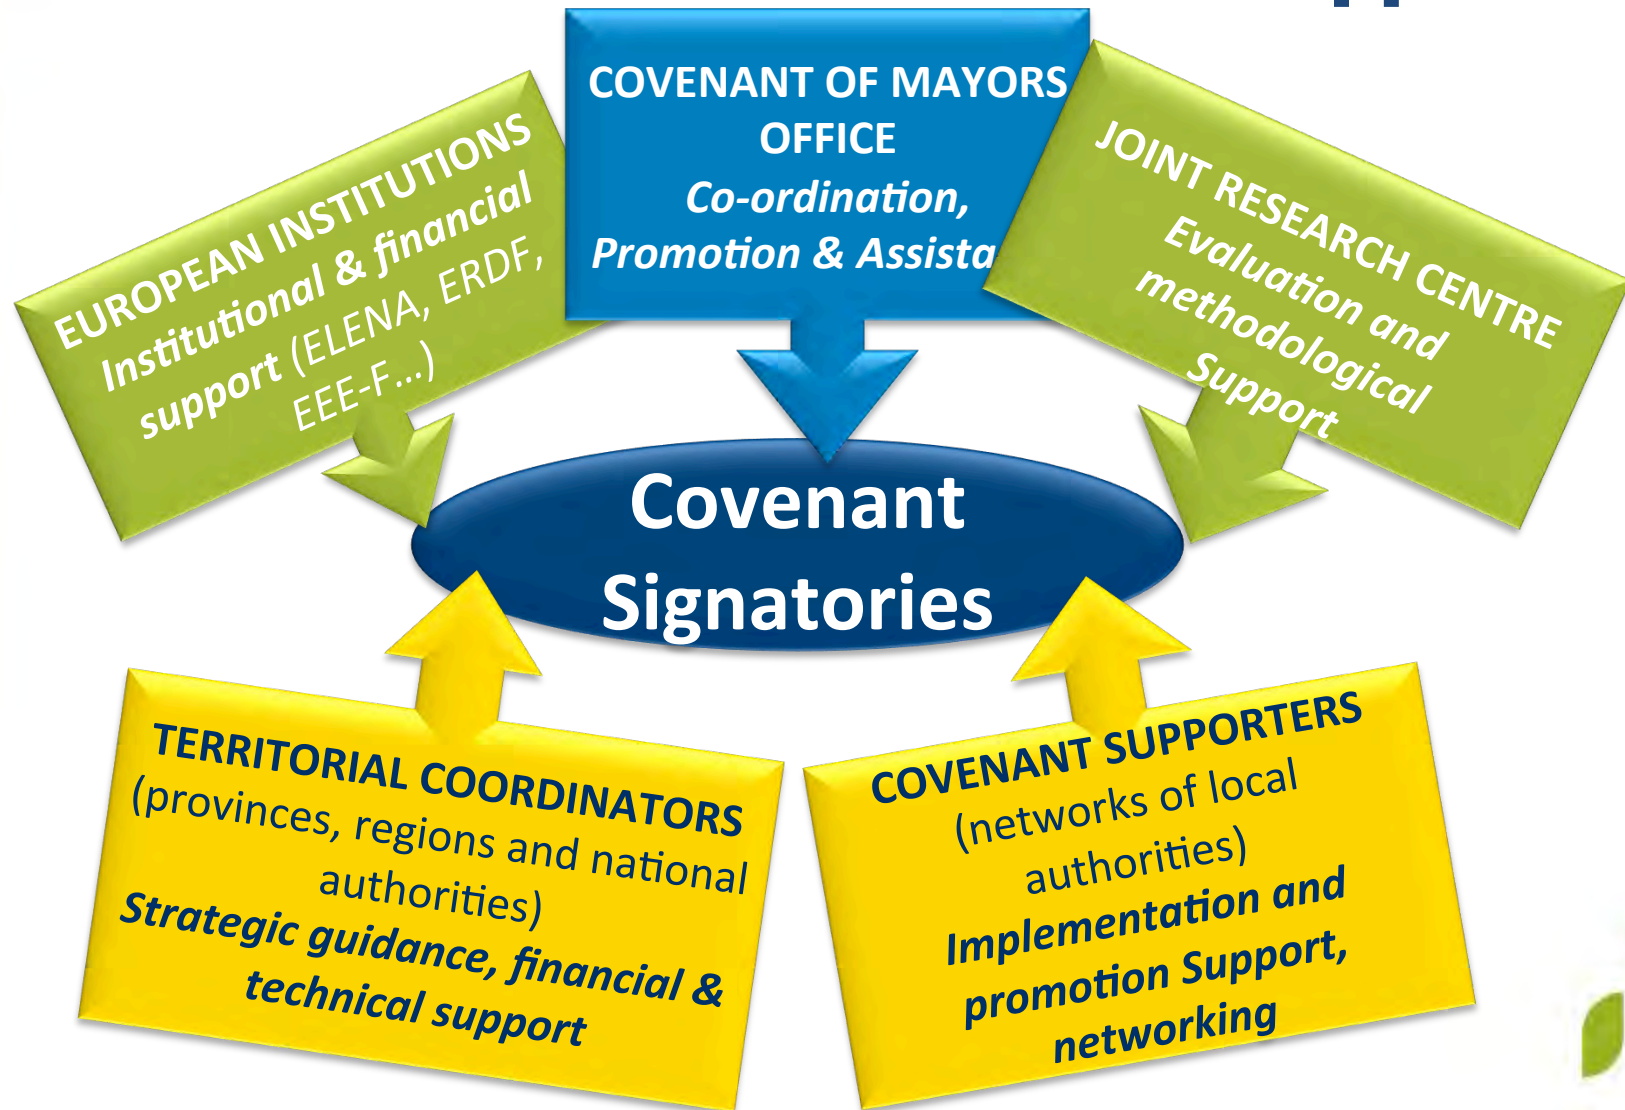 COVENANT OF MAYORS
OFFICE
Co-ordination,
Promotion & Assista
EUROPEAN INSTITUTIONS
Institutional & financial
support (ELENA, ERDF,
EEE-F...)
JOINT RESEARCH CENTRE
Evaluation and
methodological
Support
Covenant
Signatories
TERRITORIAL COORDINATORS
(provinces, regions and national
authorities)
Strategic guidance, financial &
technical support
COVENANT SUPPORTERS
(networks of local
authorities)
Implementation and
promotion Support,
networking